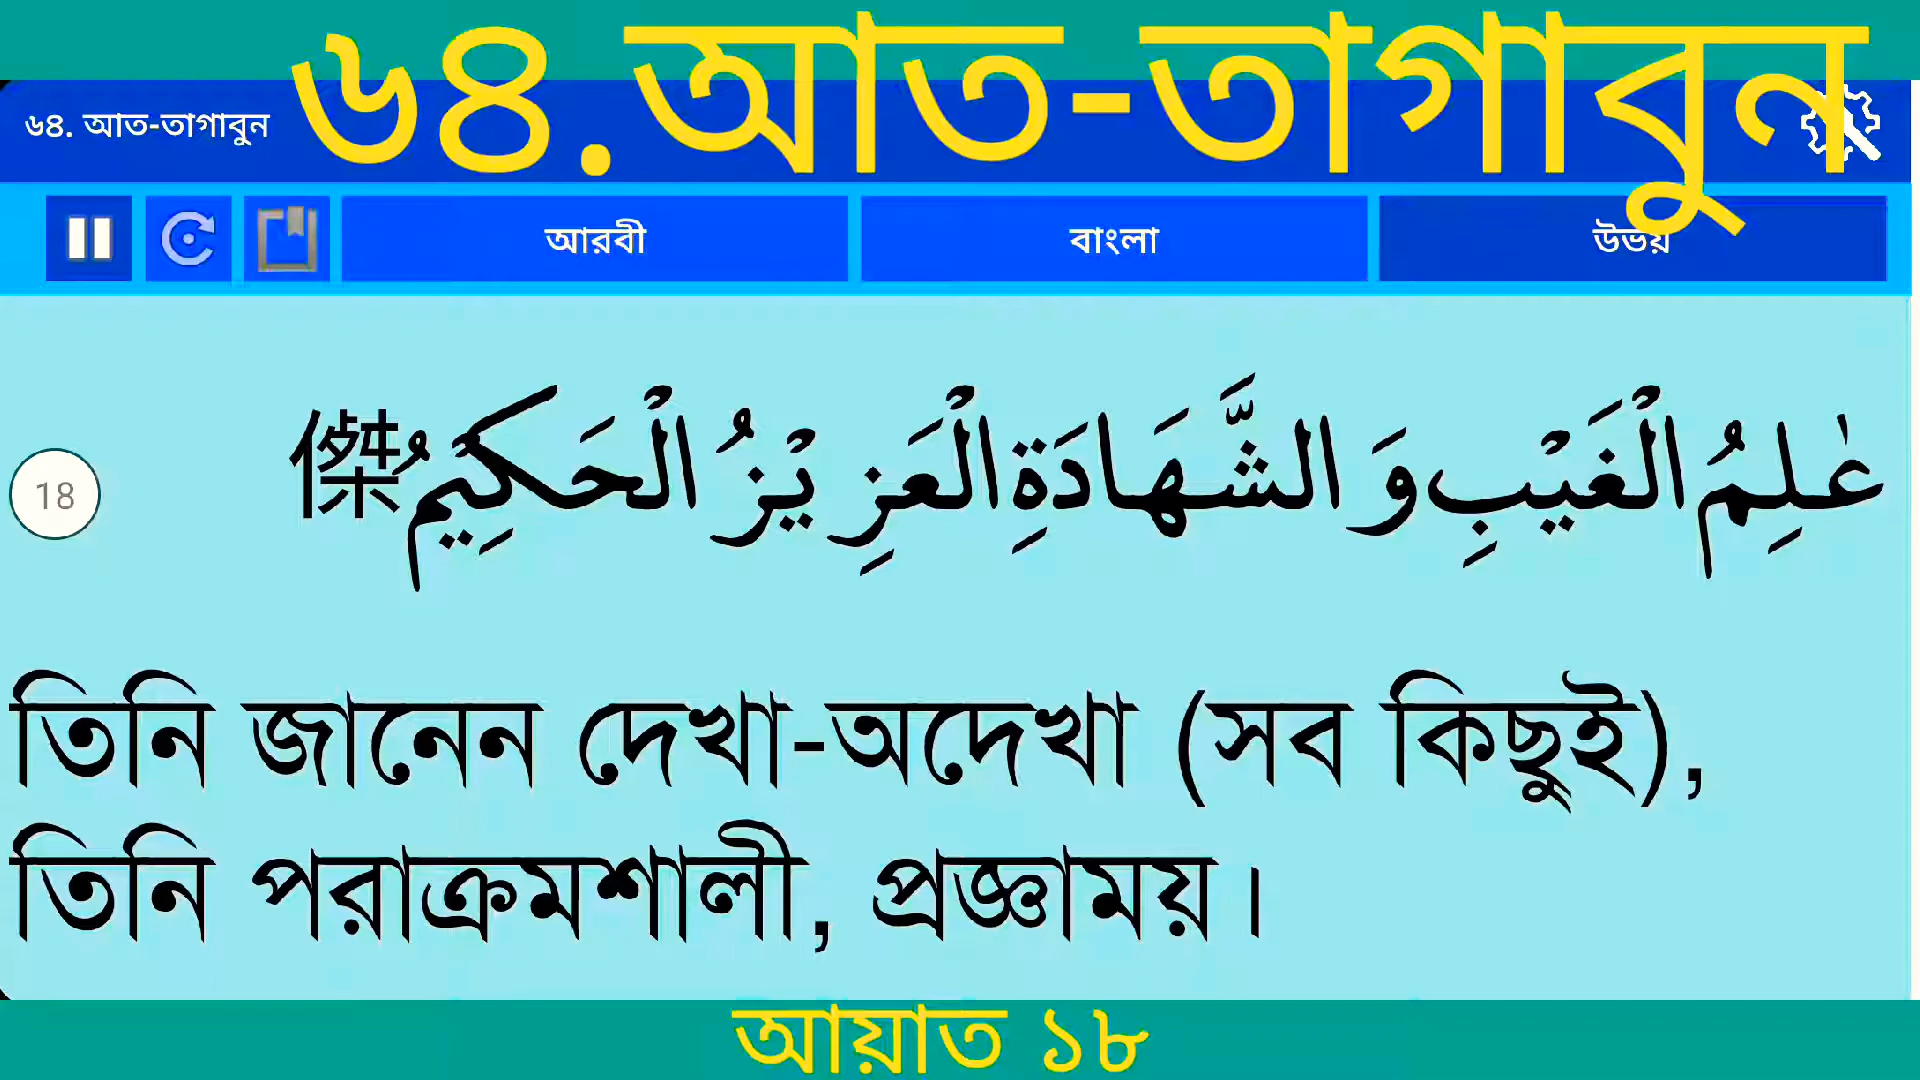 ৬৪.আত-তাগাবুন
৬৪. আত-তাগাবুন
আরবী বাংলা উভয়
عٰلِمُ الْغَيْبِ وَ الشَّهَادَةِ الْعَزِيْزُ الْحَكِيْمُ傑
18
তিনি জানেন দেখা-অদেখা (সব কিছুই),
তিনি পরাক্রমশালী, প্রজ্ঞাময়।
আয়াত ১৮